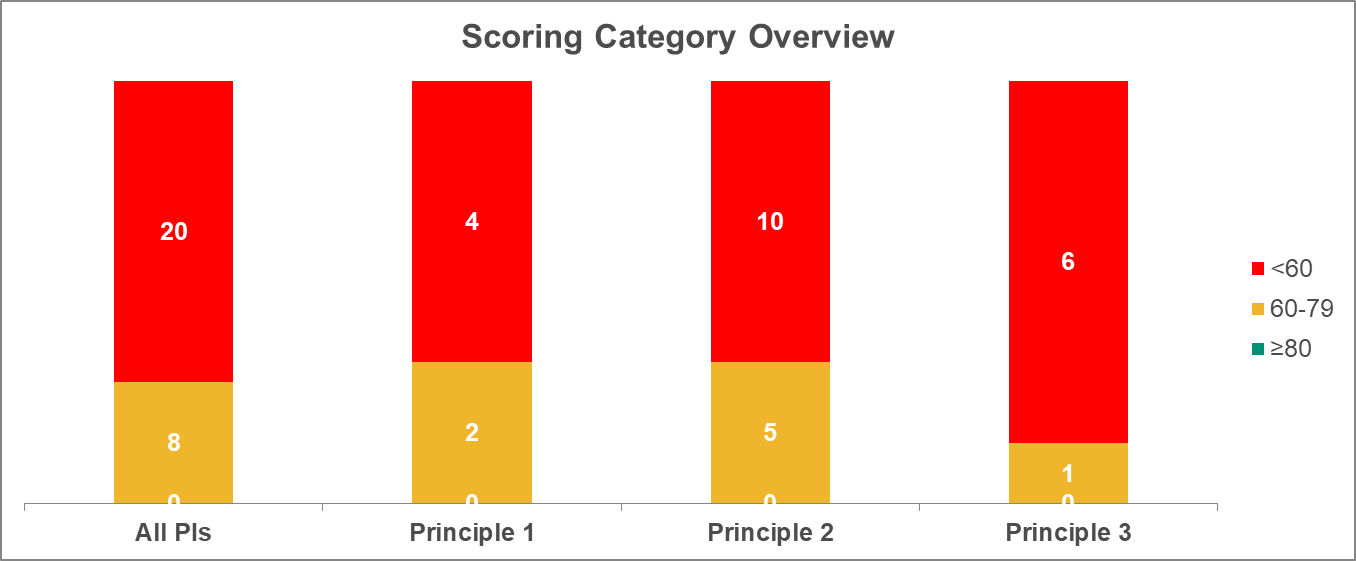 Scoring Category Overview
20 4 10 6
<60
60-79
≥80
8 2 5 1
0 0 0 0
All PIs Principle 1 Principle 2 Principle 3